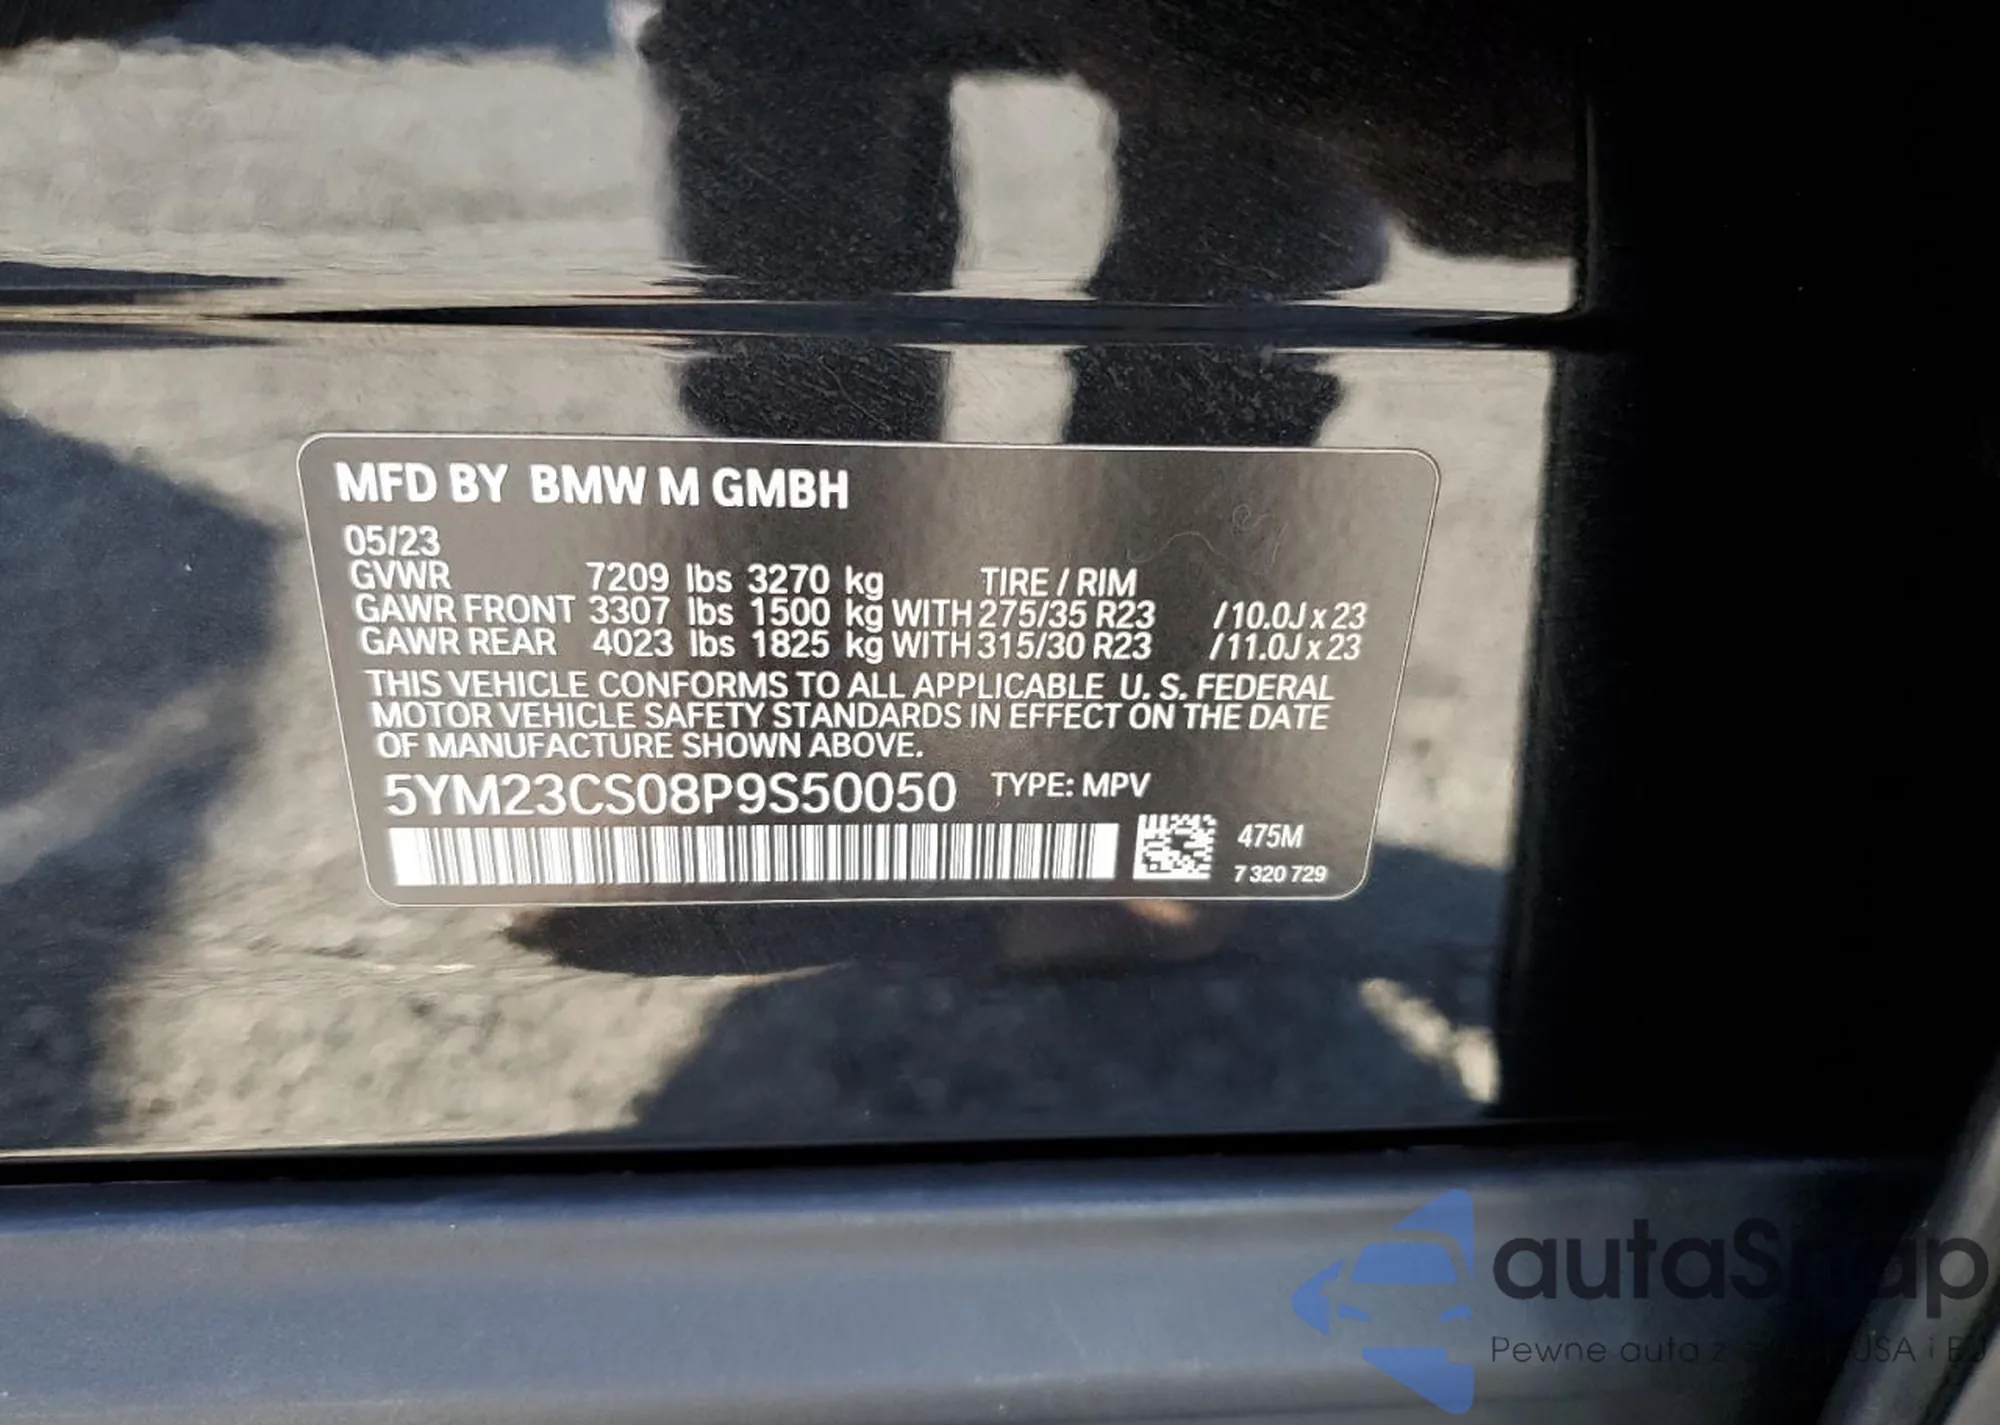 MFD BY BMW M GMBH
05/23
GVWR 7209 lbs 3270 kg TIRE / RIM
GAWR FRONT 3307 lbs 1500 kg WITH 275/35 R23 /10.0J x 23
GAWR REAR 4023 lbs 1825 kg WITH 315/30 R23 /11.0J x 23
THIS VEHICLE CONFORMS TO ALL APPLICABLE U. S. FEDERAL
MOTOR VEHICLE SAFETY STANDARDS IN EFFECT ON THE DATE
OF MANUFACTURE SHOWN ABOVE.
5YM23CS08P9S50050 TYPE: MPV
475M
7 320 729
autaSnap
Pewne auta z USA i EU